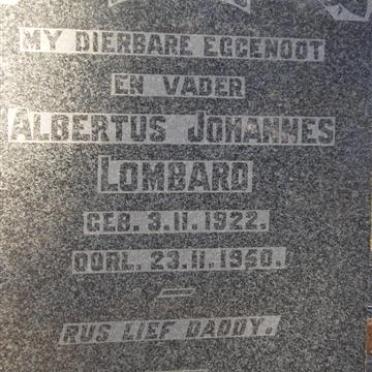 MY DIERBARE EGGENOOT
EN VADER
ALBERTUS JOHANNES
LOMBARD
GEB. 3.11.1922.
OORL. 23.11.1960.
RUS LIEF DADDY.